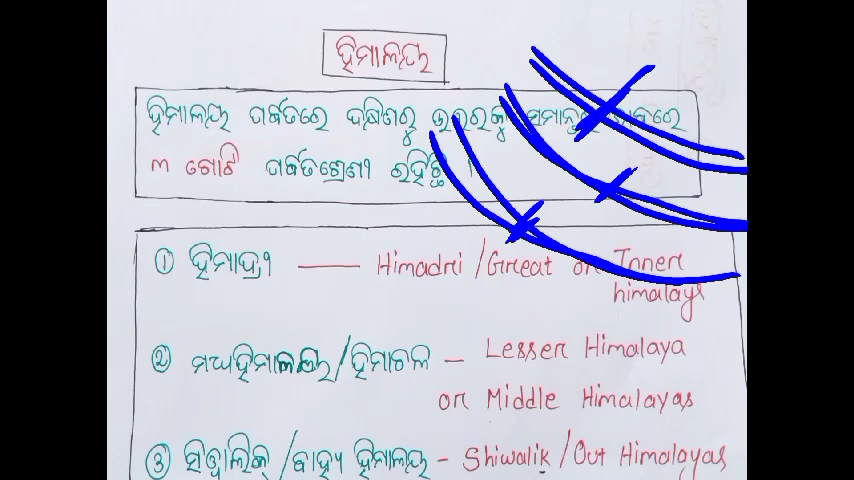 ହିମାଳୟ
ହିମାଳୟ ପର୍ବତରେ ଦକ୍ଷିଣରୁ ଉତ୍ତରକୁ ସମାନ୍ତର ଭାବରେ
୩ ଗୋଟି ପର୍ବତଶ୍ରେଣୀ ରହିଛି ।
① ହିମାଦ୍ରୀ —— Himadri / Great or Inner
himalays
② ମଧ୍ୟହିମାଳୟ / ହିମାଚଳ – Lesser Himalaya
or Middle Himalayas
③ ସିୱାଲିକ୍ / ବାହ୍ୟ ହିମାଳୟ - Shiwalik / Out Himalayas